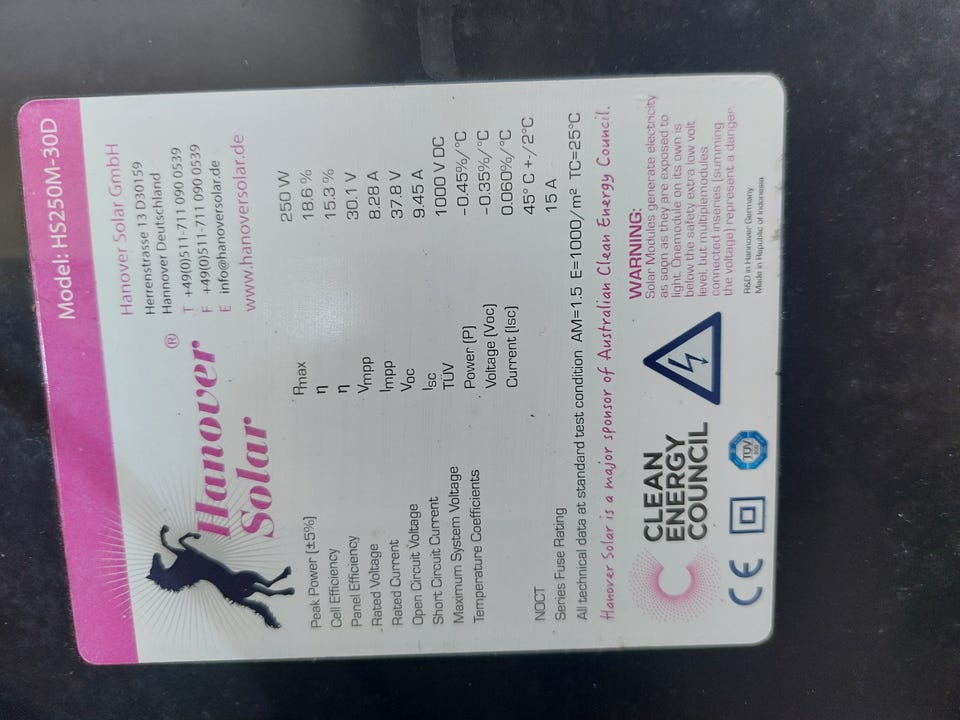 Model: HS250M-30D
Hanover ®
Solar
Hanover Solar GmbH
Herrenstrasse 13 D30159
Hannover Deutschland
T +49(0)511-711 090 0539
F +49(0)511-711 090 0539
E info@hanoversolar.de
www.hanoversolar.de
Peak Power (±5%) Pmax 250 W
Cell Efficiency η 18.6 %
Panel Efficiency η 15.3 %
Rated Voltage Vmpp 30.1 V
Rated Current Impp 8.28 A
Open Circuit Voltage Voc 37.8 V
Short Circuit Current Isc 9.45 A
Maximum System Voltage TÜV 1000 V DC
Temperature Coefficients Power (P) -0.45%/°C
Voltage (Voc) -0.35%/°C
Current (Isc) 0.060%/°C
NOCT 45° C +-/2°C
Series Fuse Rating 15 A
All technical data at standard test condition AM=1.5 E=1000/m² TC=25°C
Hanover Solar is a major sponsor of Australian Clean Energy Council.
CLEAN
ENERGY
COUNCIL
CE
TÜV
WARNING:
Solar Modules generate electricity
as soon as they are exposed to
light. Onemodule on its own is
below the safety extra low volt
level, but multiplemodules
connected inseries (summing
the voltage) represent a danger.
R&D in Hannover Germany
Made in Republic of Indonesia